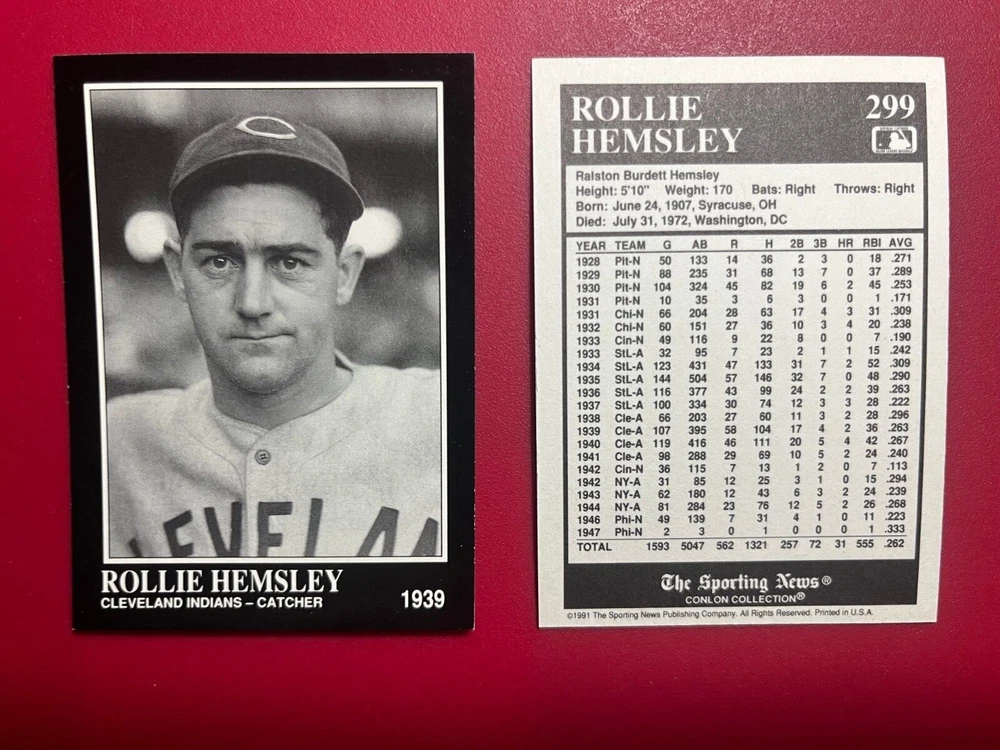 C
LEVELA
ROLLIE HEMSLEY
CLEVELAND INDIANS – CATCHER 1939
ROLLIE 299
HEMSLEY
Ralston Burdett Hemsley
Height: 5'10" Weight: 170 Bats: Right Throws: Right
Born: June 24, 1907, Syracuse, OH
Died: July 31, 1972, Washington, DC
YEAR TEAM G AB R H 2B 3B HR RBI AVG
1928 Pit-N 50 133 14 36 2 3 0 18 .271
1929 Pit-N 88 235 31 68 13 7 0 37 .289
1930 Pit-N 104 324 45 82 19 6 2 45 .253
1931 Pit-N 10 35 3 6 3 0 0 1 .171
1931 Chi-N 66 204 28 63 17 4 3 31 .309
1932 Chi-N 60 151 27 36 10 3 4 20 .238
1933 Cin-N 49 116 9 22 8 0 0 7 .190
1933 StL-A 32 95 7 23 2 1 1 15 .242
1934 StL-A 123 431 47 133 31 7 2 52 .309
1935 StL-A 144 504 57 146 32 7 0 48 .290
1936 StL-A 116 377 43 99 24 2 2 39 .263
1937 StL-A 100 334 30 74 12 3 3 28 .222
1938 Cle-A 66 203 27 60 11 3 2 28 .296
1939 Cle-A 107 395 58 104 17 4 2 36 .263
1940 Cle-A 119 416 46 111 20 5 4 42 .267
1941 Cle-A 98 288 29 69 10 5 2 24 .240
1942 Cin-N 36 115 7 13 1 2 0 7 .113
1942 NY-A 31 85 12 25 3 1 0 15 .294
1943 NY-A 62 180 12 43 6 3 2 24 .239
1944 NY-A 81 284 23 76 12 5 2 26 .268
1946 Phi-N 49 139 7 31 4 1 0 11 .223
1947 Phi-N 2 3 0 1 0 0 0 1 .333
TOTAL 1593 5047 562 1321 257 72 31 555 .262
The Sporting News®
CONLON COLLECTION®
©1991 The Sporting News Publishing Company. All Rights Reserved. Printed in U.S.A.